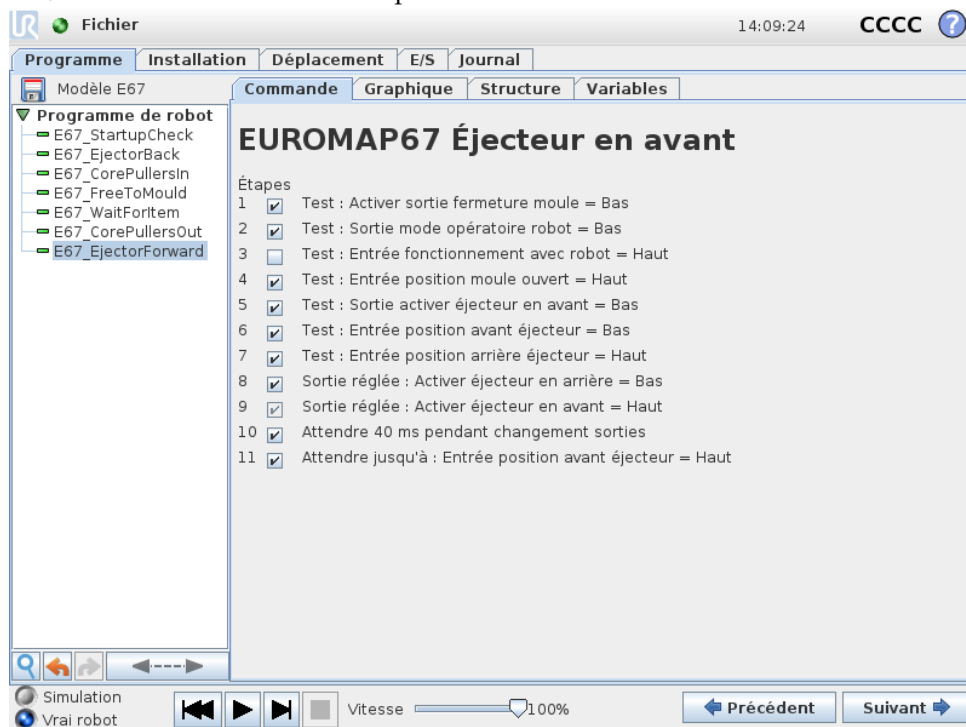 Fichier 14:09:24 CCCC ?
Programme Installation Déplacement E/S Journal
Modèle E67
Commande Graphique Structure Variables
Programme de robot
E67_StartupCheck
E67_EjectorBack
E67_CorePullersIn
E67_FreeToMould
E67_WaitForItem
E67_CorePullersOut
E67_EjectorForward
EUROMAP67 Éjecteur en avant
Étapes
1 Test : Activer sortie fermeture moule = Bas
2 Test : Sortie mode opératoire robot = Bas
3 Test : Entrée fonctionnement avec robot = Haut
4 Test : Entrée position moule ouvert = Haut
5 Test : Sortie activer éjecteur en avant = Bas
6 Test : Entrée position avant éjecteur = Bas
7 Test : Entrée position arrière éjecteur = Haut
8 Sortie réglée : Activer éjecteur en arrière = Bas
9 Sortie réglée : Activer éjecteur en avant = Haut
10 Attendre 40 ms pendant changement sorties
11 Attendre jusqu'à : Entrée position avant éjecteur = Haut
Simulation
Vrai robot
Vitesse 100%
Précédent
Suivant